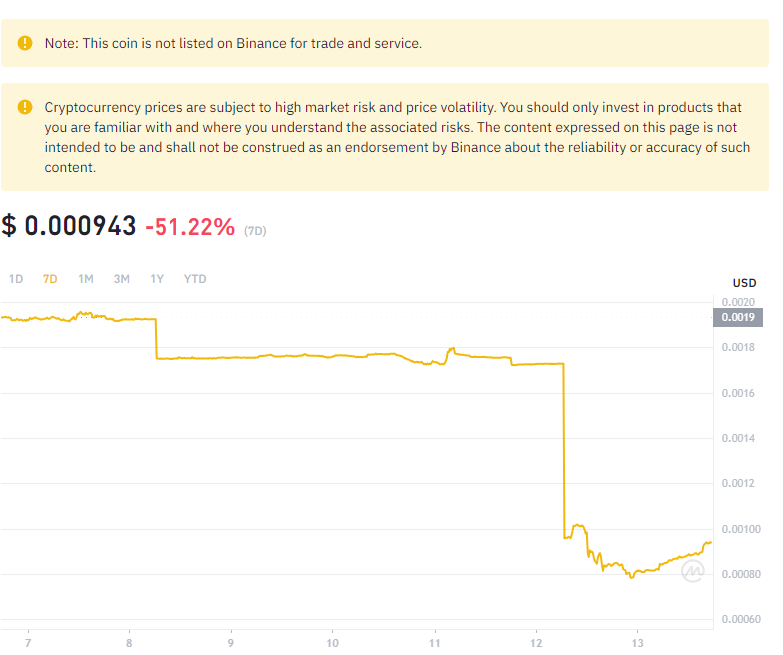 Note: This coin is not listed on Binance for trade and service.
Cryptocurrency prices are subject to high market risk and price volatility. You should only invest in products that
you are familiar with and where you understand the associated risks. The content expressed on this page is not
intended to be and shall not be construed as an endorsement by Binance about the reliability or accuracy of such
content.
$ 0.000943 -51.22% (7D)
1D 7D 1M 3M 1Y YTD
USD
0.0020
0.0019
0.0018
0.0016
0.0014
0.0012
0.00100
0.00080
0.00060
7 8 9 10 11 12 13